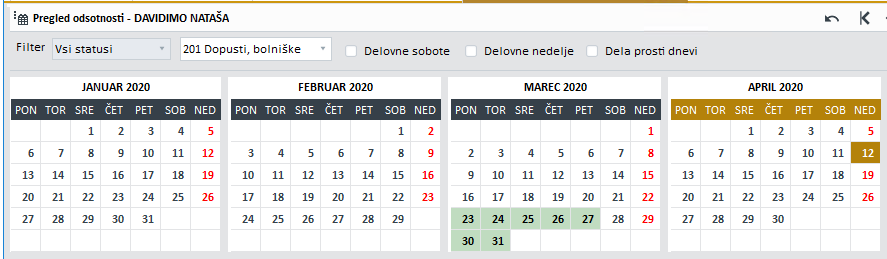 Pregled odsotnosti - DAVIDIMO NATAŠA
Filter Vsi statusi 201 Dopusti, bolniške Delovne sobote Delovne nedelje Dela prosti dnevi
JANUAR 2020 FEBRUAR 2020 MAREC 2020 APRIL 2020
PON TOR SRE ČET PET SOB NED PON TOR SRE ČET PET SOB NED PON TOR SRE ČET PET SOB NED PON TOR SRE ČET PET SOB NED
1 2 3 4 5 1 2 1 1 2 3 4 5
6 7 8 9 10 11 12 3 4 5 6 7 8 9 2 3 4 5 6 7 8 6 7 8 9 10 11 12
13 14 15 16 17 18 19 10 11 12 13 14 15 16 9 10 11 12 13 14 15 13 14 15 16 17 18 19
20 21 22 23 24 25 26 17 18 19 20 21 22 23 16 17 18 19 20 21 22 20 21 22 23 24 25 26
27 28 29 30 31 24 25 26 27 28 29 23 24 25 26 27 28 29 27 28 29 30
30 31